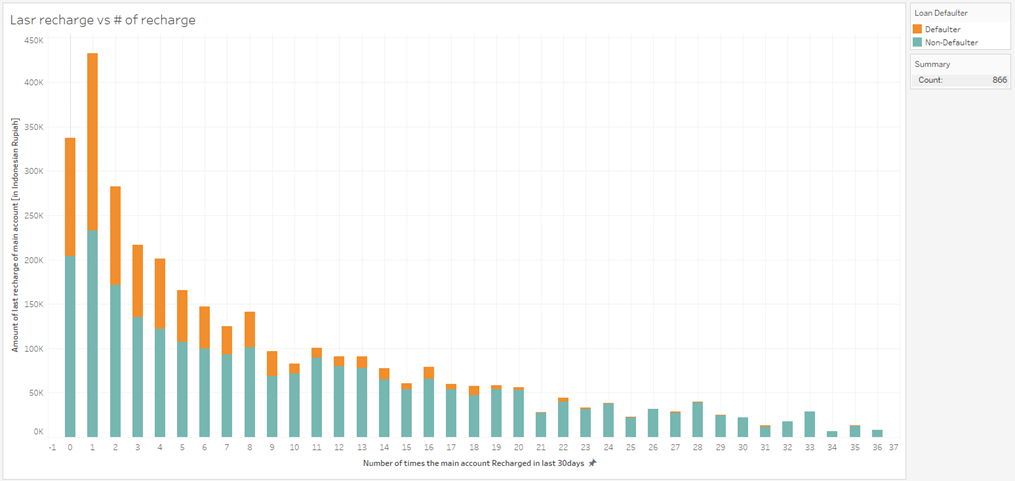 Lasr recharge vs # of recharge
450K
400K
350K
300K
250K
200K
150K
100K
50K
0K
Amount of last recharge of main account [in Indonesian Rupiah]
-1 0 1 2 3 4 5 6 7 8 9 10 11 12 13 14 15 16 17 18 19 20 21 22 23 24 25 26 27 28 29 30 31 32 33 34 35 36 37
Number of times the main account Recharged in last 30days
Loan Defaulter
Defaulter
Non-Defaulter
Summary
Count: 866